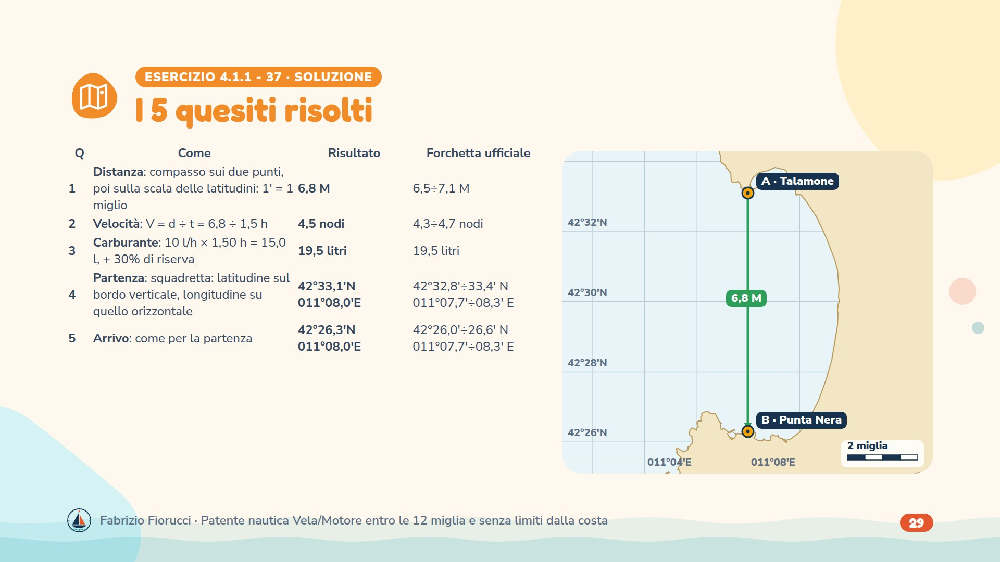 ESERCIZIO 4.1.1 - 37 · SOLUZIONE
I 5 quesiti risolti
Q Come Risultato Forchetta ufficiale
1 Distanza: compasso sui due punti, poi sulla scala delle latitudini: 1' = 1 miglio 6,8 M 6,5÷7,1 M
2 Velocità: V = d ÷ t = 6,8 ÷ 1,5 h 4,5 nodi 4,3÷4,7 nodi
3 Carburante: 10 l/h × 1,50 h = 15,0 l, + 30% di riserva 19,5 litri 19,5 litri
4 Partenza: squadretta: latitudine sul bordo verticale, longitudine su quello orizzontale 42°33,1'N 011°08,0'E 42°32,8'÷33,4' N 011°07,7'÷08,3' E
5 Arrivo: come per la partenza 42°26,3'N 011°08,0'E 42°26,0'÷26,6' N 011°07,7'÷08,3' E
A · Talamone
42°32'N
42°30'N
6,8 M
42°28'N
B · Punta Nera
42°26'N
2 miglia
011°04'E
011°08'E
Fabrizio Fiorucci · Patente nautica Vela/Motore entro le 12 miglia e senza limiti dalla costa
29